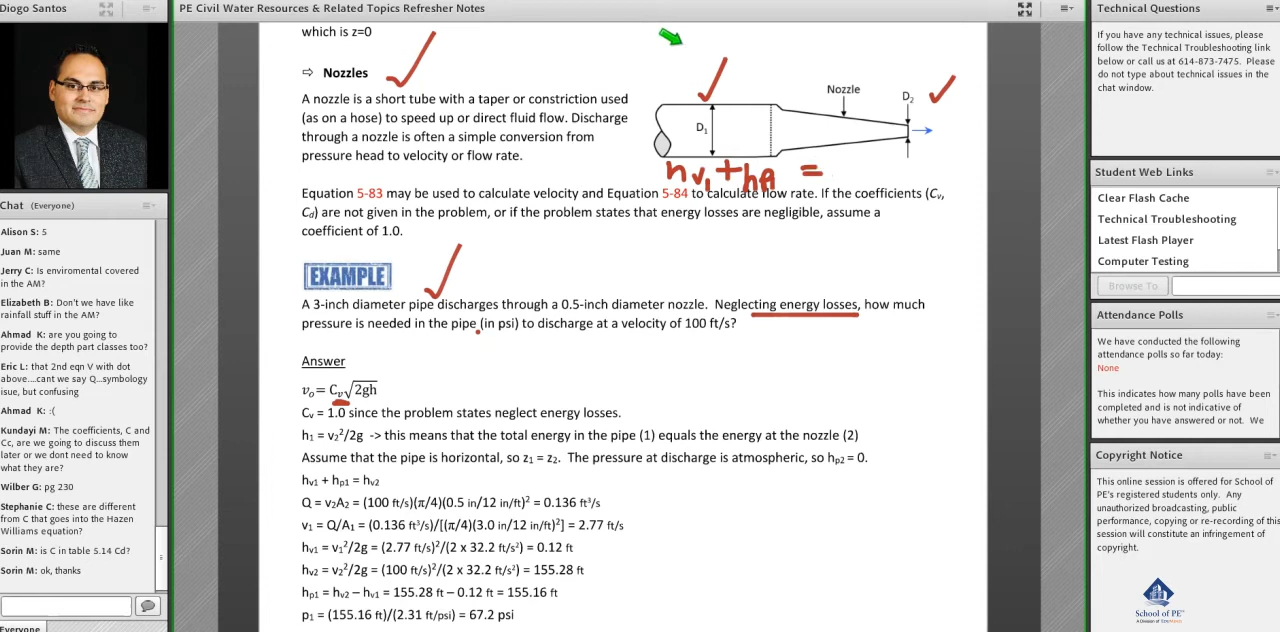 Diogo Santos
PE Civil Water Resources & Related Topics Refresher Notes
Technical Questions
If you have any technical issues, please
follow the Technical Troubleshooting link
below or call us at 614-873-7475. Please
do not type about technical issues in the
chat window.
Student Web Links
Clear Flash Cache
Technical Troubleshooting
Latest Flash Player
Computer Testing
Browse To
Attendance Polls
We have conducted the following
attendance polls so far today:
None
This indicates how many polls have been
completed and is not indicative of
whether you have answered or not. We
Copyright Notice
This online session is offered for School of
PE's registered students only. Any
unauthorized broadcasting, public
performance, copying or re-recording of this
session will constitute an infringement of
copyright.
School of PE
A Division of
Chat (Everyone)
Alison S: 5
Juan M: same
Jerry C: Is enviromental covered
in the AM?
Elizabeth B: Don't we have like
rainfall stuff in the AM?
Ahmad K: are you going to
provide the depth part classes too?
Eric L: that 2nd eqn V with dot
above....cant we say Q...symbology
isue, but confusing
Ahmad K: :(
Kundayi M: The coefficients, C and
Cc, are we going to discuss them
later or we dont need to know
what they are?
Wilber G: pg 230
Stephanie C: these are different
from C that goes into the Hazen
Williams equation?
Sorin M: is C in table 5.14 Cd?
Sorin M: ok, thanks
Everyone
which is z=0
⇨ Nozzles
A nozzle is a short tube with a taper or constriction used
(as on a hose) to speed up or direct fluid flow. Discharge
through a nozzle is often a simple conversion from
pressure head to velocity or flow rate.
Nozzle
D₁
D₂
hv₁ + hp₁ =
Equation 5-83 may be used to calculate velocity and Equation 5-84 to calculate flow rate. If the coefficients (Cv,
Cd) are not given in the problem, or if the problem states that energy losses are negligible, assume a
coefficient of 1.0.
EXAMPLE
A 3-inch diameter pipe discharges through a 0.5-inch diameter nozzle. Neglecting energy losses, how much
pressure is needed in the pipe (in psi) to discharge at a velocity of 100 ft/s?
Answer
vo = Cv√2gh
Cv = 1.0 since the problem states neglect energy losses.
h1 = v2²/2g -> this means that the total energy in the pipe (1) equals the energy at the nozzle (2)
Assume that the pipe is horizontal, so z1 = z2. The pressure at discharge is atmospheric, so hp2 = 0.
hv1 + hp1 = hv2
Q = v2A2 = (100 ft/s)(π/4)(0.5 in/12 in/ft)² = 0.136 ft³/s
v1 = Q/A1 = (0.136 ft³/s)/[(π/4)(3.0 in/12 in/ft)²] = 2.77 ft/s
hv1 = v1²/2g = (2.77 ft/s)²/(2 x 32.2 ft/s²) = 0.12 ft
hv2 = v2²/2g = (100 ft/s)²/(2 x 32.2 ft/s²) = 155.28 ft
hp1 = hv2 – hv1 = 155.28 ft – 0.12 ft = 155.16 ft
p1 = (155.16 ft)/(2.31 ft/psi) = 67.2 psi